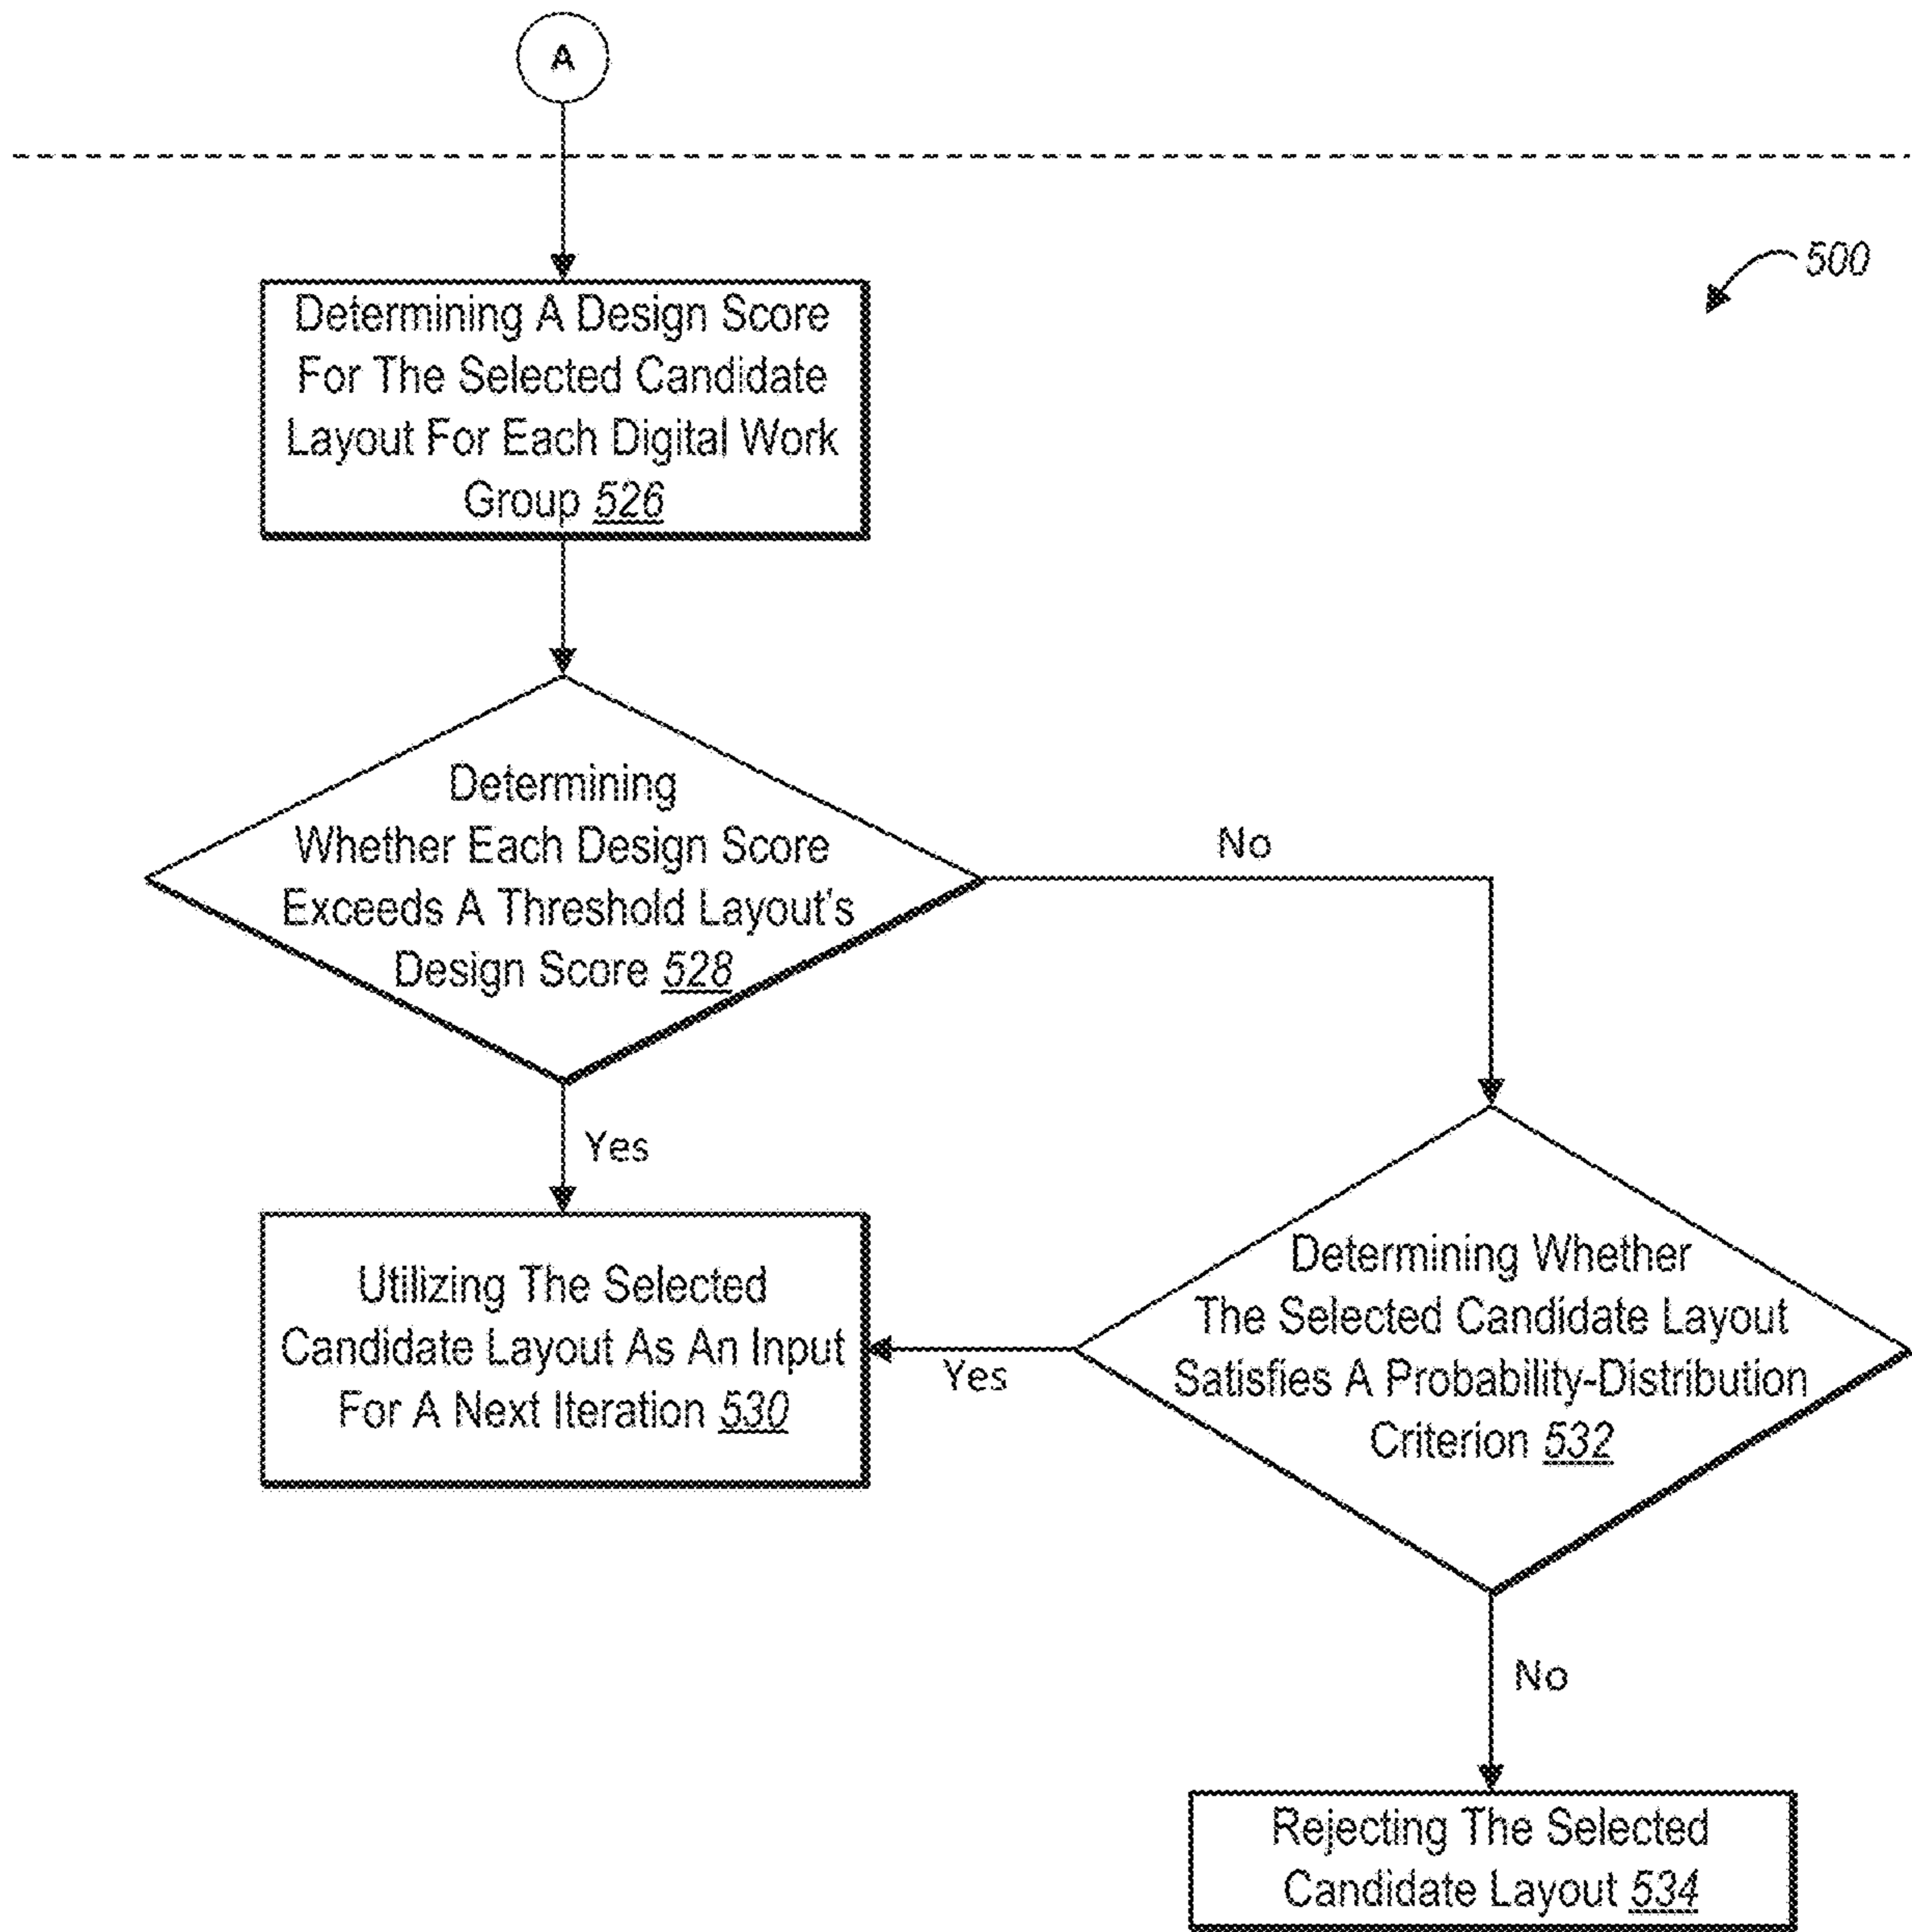 A
500
Determining A Design Score
For The Selected Candidate
Layout For Each Digital Work
Group 526
Determining
Whether Each Design Score
Exceeds A Threshold Layout's
Design Score 528
No
Yes
Utilizing The Selected
Candidate Layout As An Input
For A Next Iteration 530
Yes
Determining Whether
The Selected Candidate Layout
Satisfies A Probability-Distribution
Criterion 532
No
Rejecting The Selected
Candidate Layout 534